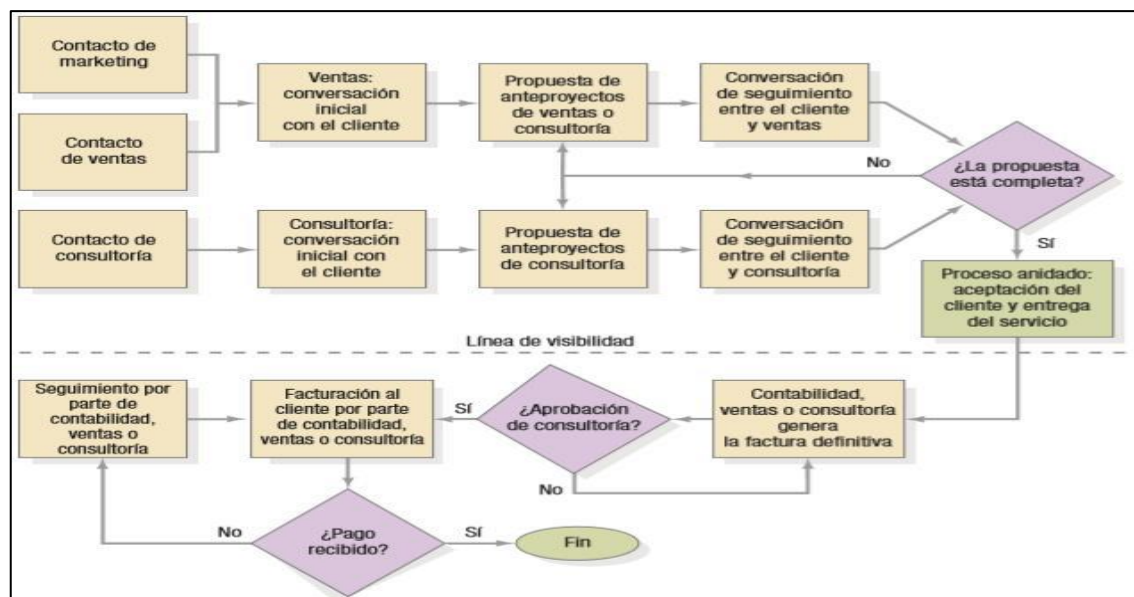 Contacto de
marketing
Contacto
de ventas
Ventas:
conversación
inicial
con el cliente
Propuesta de
anteproyectos
de ventas o
consultoría
Conversación
de seguimiento
entre el cliente
y ventas
¿La propuesta
está completa?
No
Sí
Contacto de
consultoría
Consultoría:
conversación
inicial con
el cliente
Propuesta de
anteproyectos
de consultoría
Conversación
de seguimiento
entre el cliente
y consultoría
Proceso anidado:
aceptación del
cliente y entrega
del servicio
Línea de visibilidad
Seguimiento por
parte de
contabilidad,
ventas o
consultoría
Facturación al
cliente por parte
de contabilidad,
ventas o consultoría
Sí
¿Aprobación
de consultoría?
No
Contabilidad,
ventas o consultoría
genera
la factura definitiva
No
¿Pago
recibido?
Sí
Fin